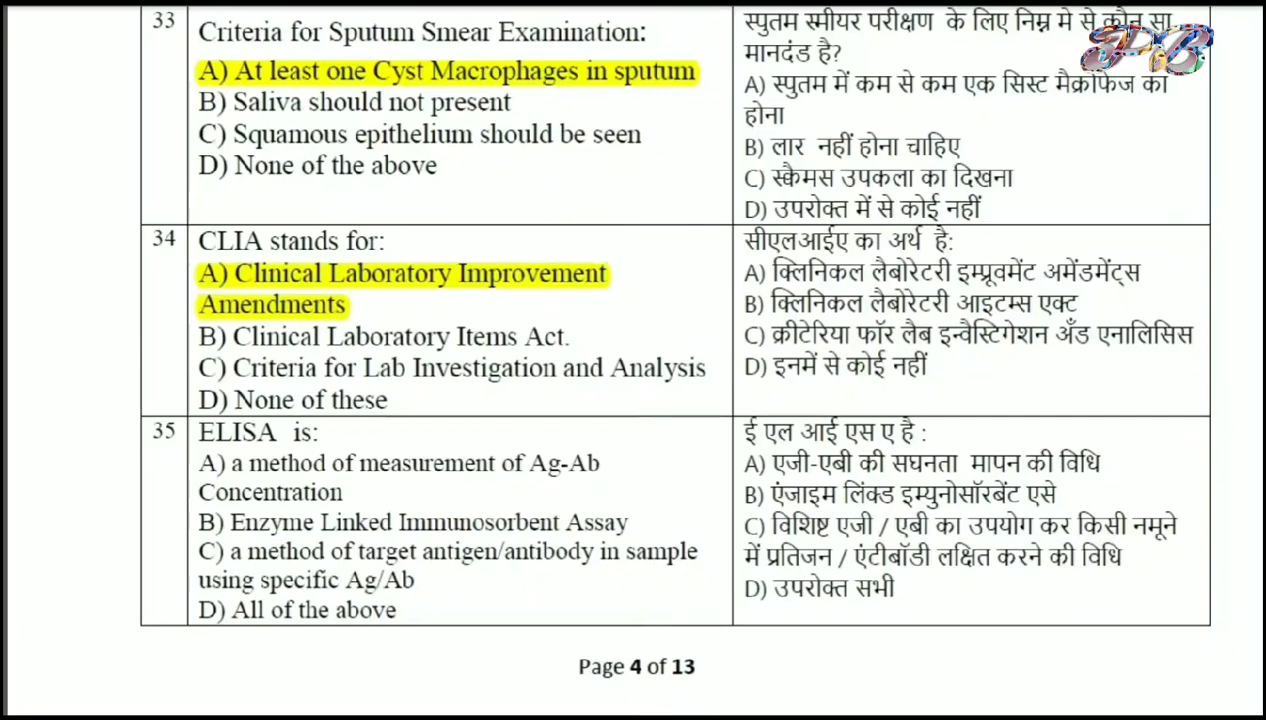 33
Criteria for Sputum Smear Examination:
A) At least one Cyst Macrophages in sputum
B) Saliva should not present
C) Squamous epithelium should be seen
D) None of the above
स्पुतम स्मीयर परीक्षण के लिए निम्न मे से कौन सा
मानदंड है?
A) स्पुतम में कम से कम एक सिस्ट मैक्रोफेज का
होना
B) लार नहीं होना चाहिए
C) स्क्वैमस उपकला का दिखना
D) उपरोक्त में से कोई नहीं
34
CLIA stands for:
A) Clinical Laboratory Improvement
Amendments
B) Clinical Laboratory Items Act.
C) Criteria for Lab Investigation and Analysis
D) None of these
सीएलआईए का अर्थ है:
A) क्लिनिकल लैबोरेटरी इम्प्रूवमेंट अमेंडमेंट्स
B) क्लिनिकल लैबोरेटरी आइटम्स एक्ट
C) क्रीटेरिया फॉर लैब इन्वैस्टिगेशन अँड एनालिसिस
D) इनमें से कोई नहीं
35
ELISA is:
A) a method of measurement of Ag-Ab
Concentration
B) Enzyme Linked Immunosorbent Assay
C) a method of target antigen/antibody in sample
using specific Ag/Ab
D) All of the above
ई एल आई एस ए है :
A) एजी-एबी की सघनता मापन की विधि
B) एंजाइम लिंक्ड इम्युनोसॉरबेंट एसे
C) विशिष्ट एजी / एबी का उपयोग कर किसी नमूने
में प्रतिजन / एंटीबॉडी लक्षित करने की विधि
D) उपरोक्त सभी
Page 4 of 13